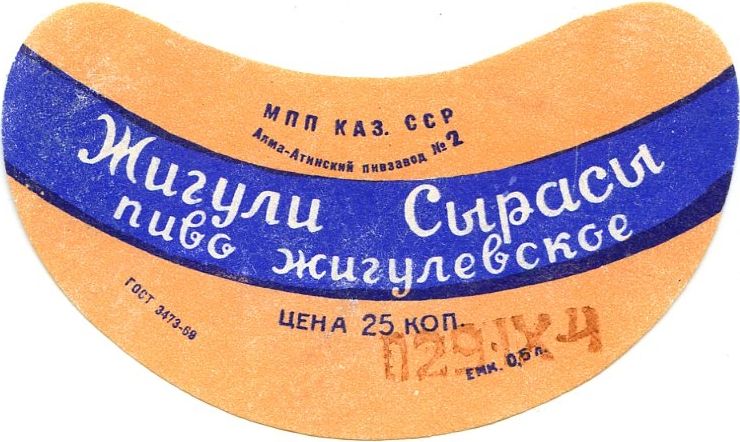 МПП КАЗ. ССР
Алма-Атинский пивзавод № 2
Жигули Сырасы
пиво жигулевское
ГОСТ 3473-69
ЦЕНА 25 КОП.
ЕМК. 0,5 л.